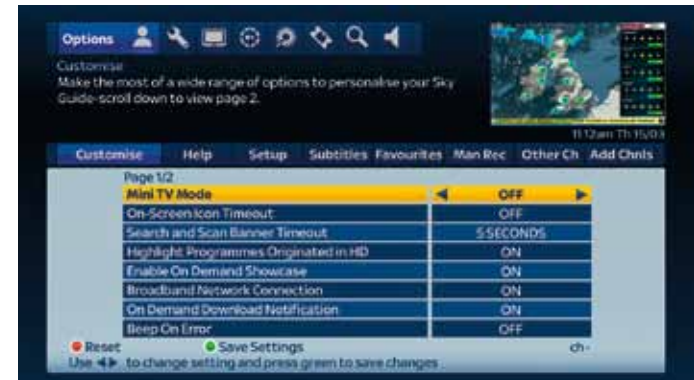 Options
Customise
Make the most of a wide range of options to personalise your Sky
Guide-scroll down to view page 2.
11.12am Th 15/03
Customise Help Setup Subtitles Favourites Man Rec Other Ch Add Chnls
Page 1/2
Mini TV Mode OFF
On-Screen Icon Timeout OFF
Search and Scan Banner Timeout 5 SECONDS
Highlight Programmes Originated in HD ON
Enable On Demand Showcase ON
Broadband Network Connection ON
On Demand Download Notification ON
Beep On Error OFF
Reset Save Settings ch-
Use to change setting and press green to save changes